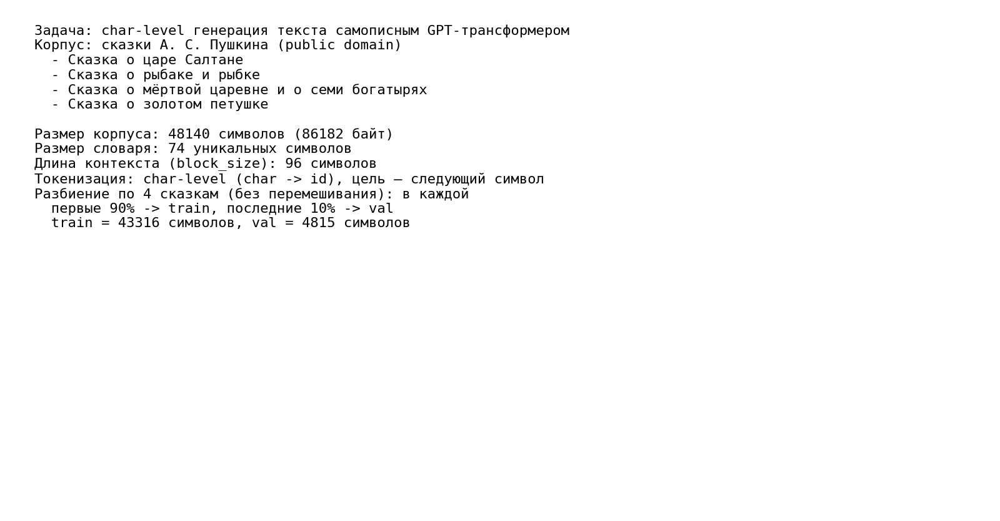 Задача: char-level генерация текста самописным GPT-трансформером
Корпус: сказки А. С. Пушкина (public domain)
- Сказка о царе Салтане
- Сказка о рыбаке и рыбке
- Сказка о мёртвой царевне и о семи богатырях
- Сказка о золотом петушке
Размер корпуса: 48140 символов (86182 байт)
Размер словаря: 74 уникальных символов
Длина контекста (block_size): 96 символов
Токенизация: char-level (char -> id), цель — следующий символ
Разбиение по 4 сказкам (без перемешивания): в каждой
первые 90% -> train, последние 10% -> val
train = 43316 символов, val = 4815 символов